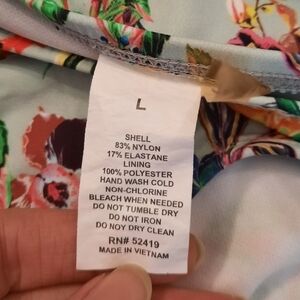 L
SHELL
83% NYLON
17% ELASTANE
LINING
100% POLYESTER
HAND WASH COLD
NON-CHLORINE
BLEACH WHEN NEEDED
DO NOT TUMBLE DRY
DO NOT IRON
DO NOY DRY CLEAN
RN# 52419
MADE IN VIETNAM